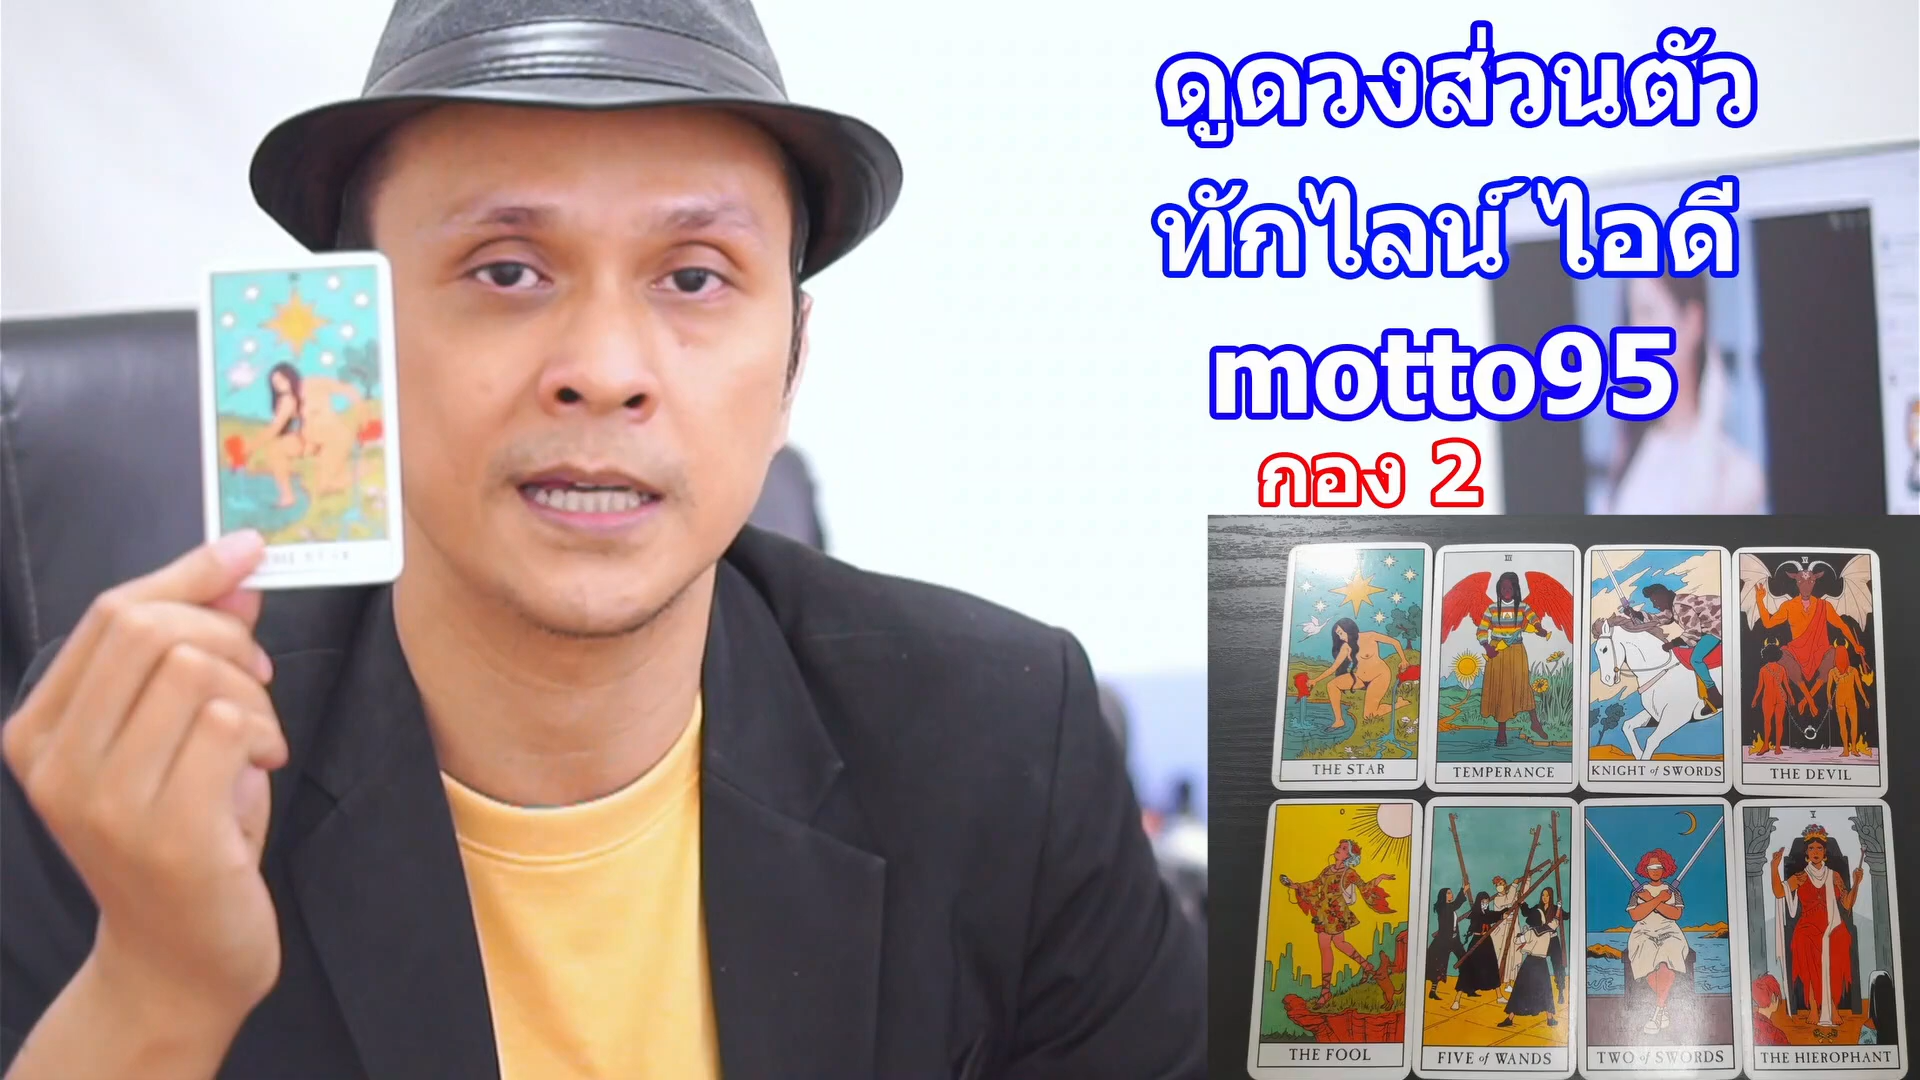 ดูดวงส่วนตัว
ทักไลน์ ไอดี
motto95
กอง 2
THE STAR
TEMPERANCE
KNIGHT of SWORDS
THE DEVIL
THE FOOL
FIVE of WANDS
TWO of SWORDS
THE HIEROPHANT